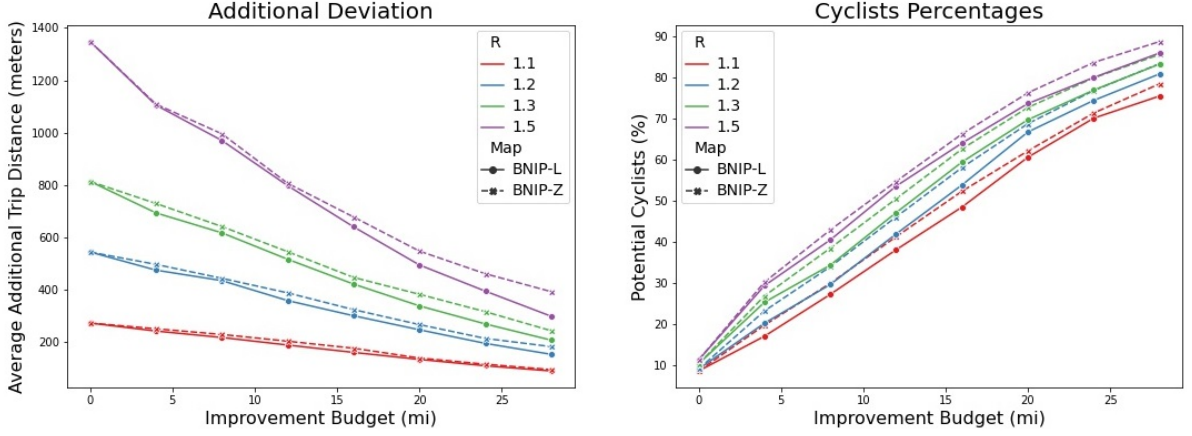 Additional Deviation
Average Additional Trip Distance (meters)
1400
1200
1000
800
600
400
200
0
5
10
15
20
25
Improvement Budget (mi)
R
1.1
1.2
1.3
1.5
Map
BNIP-L
BNIP-Z
Cyclists Percentages
Potential Cyclists (%)
90
80
70
60
50
40
30
20
10
0
5
10
15
20
25
Improvement Budget (mi)
R
1.1
1.2
1.3
1.5
Map
BNIP-L
BNIP-Z